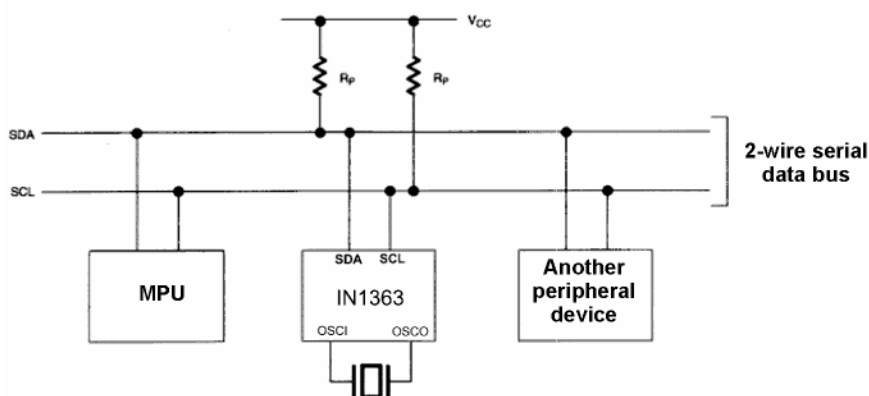 VCC
RP
RP
SDA
2-wire serial
data bus
SCL
SDA SCL
MPU
IN1363
OSCI OSCO
Another
peripheral
device